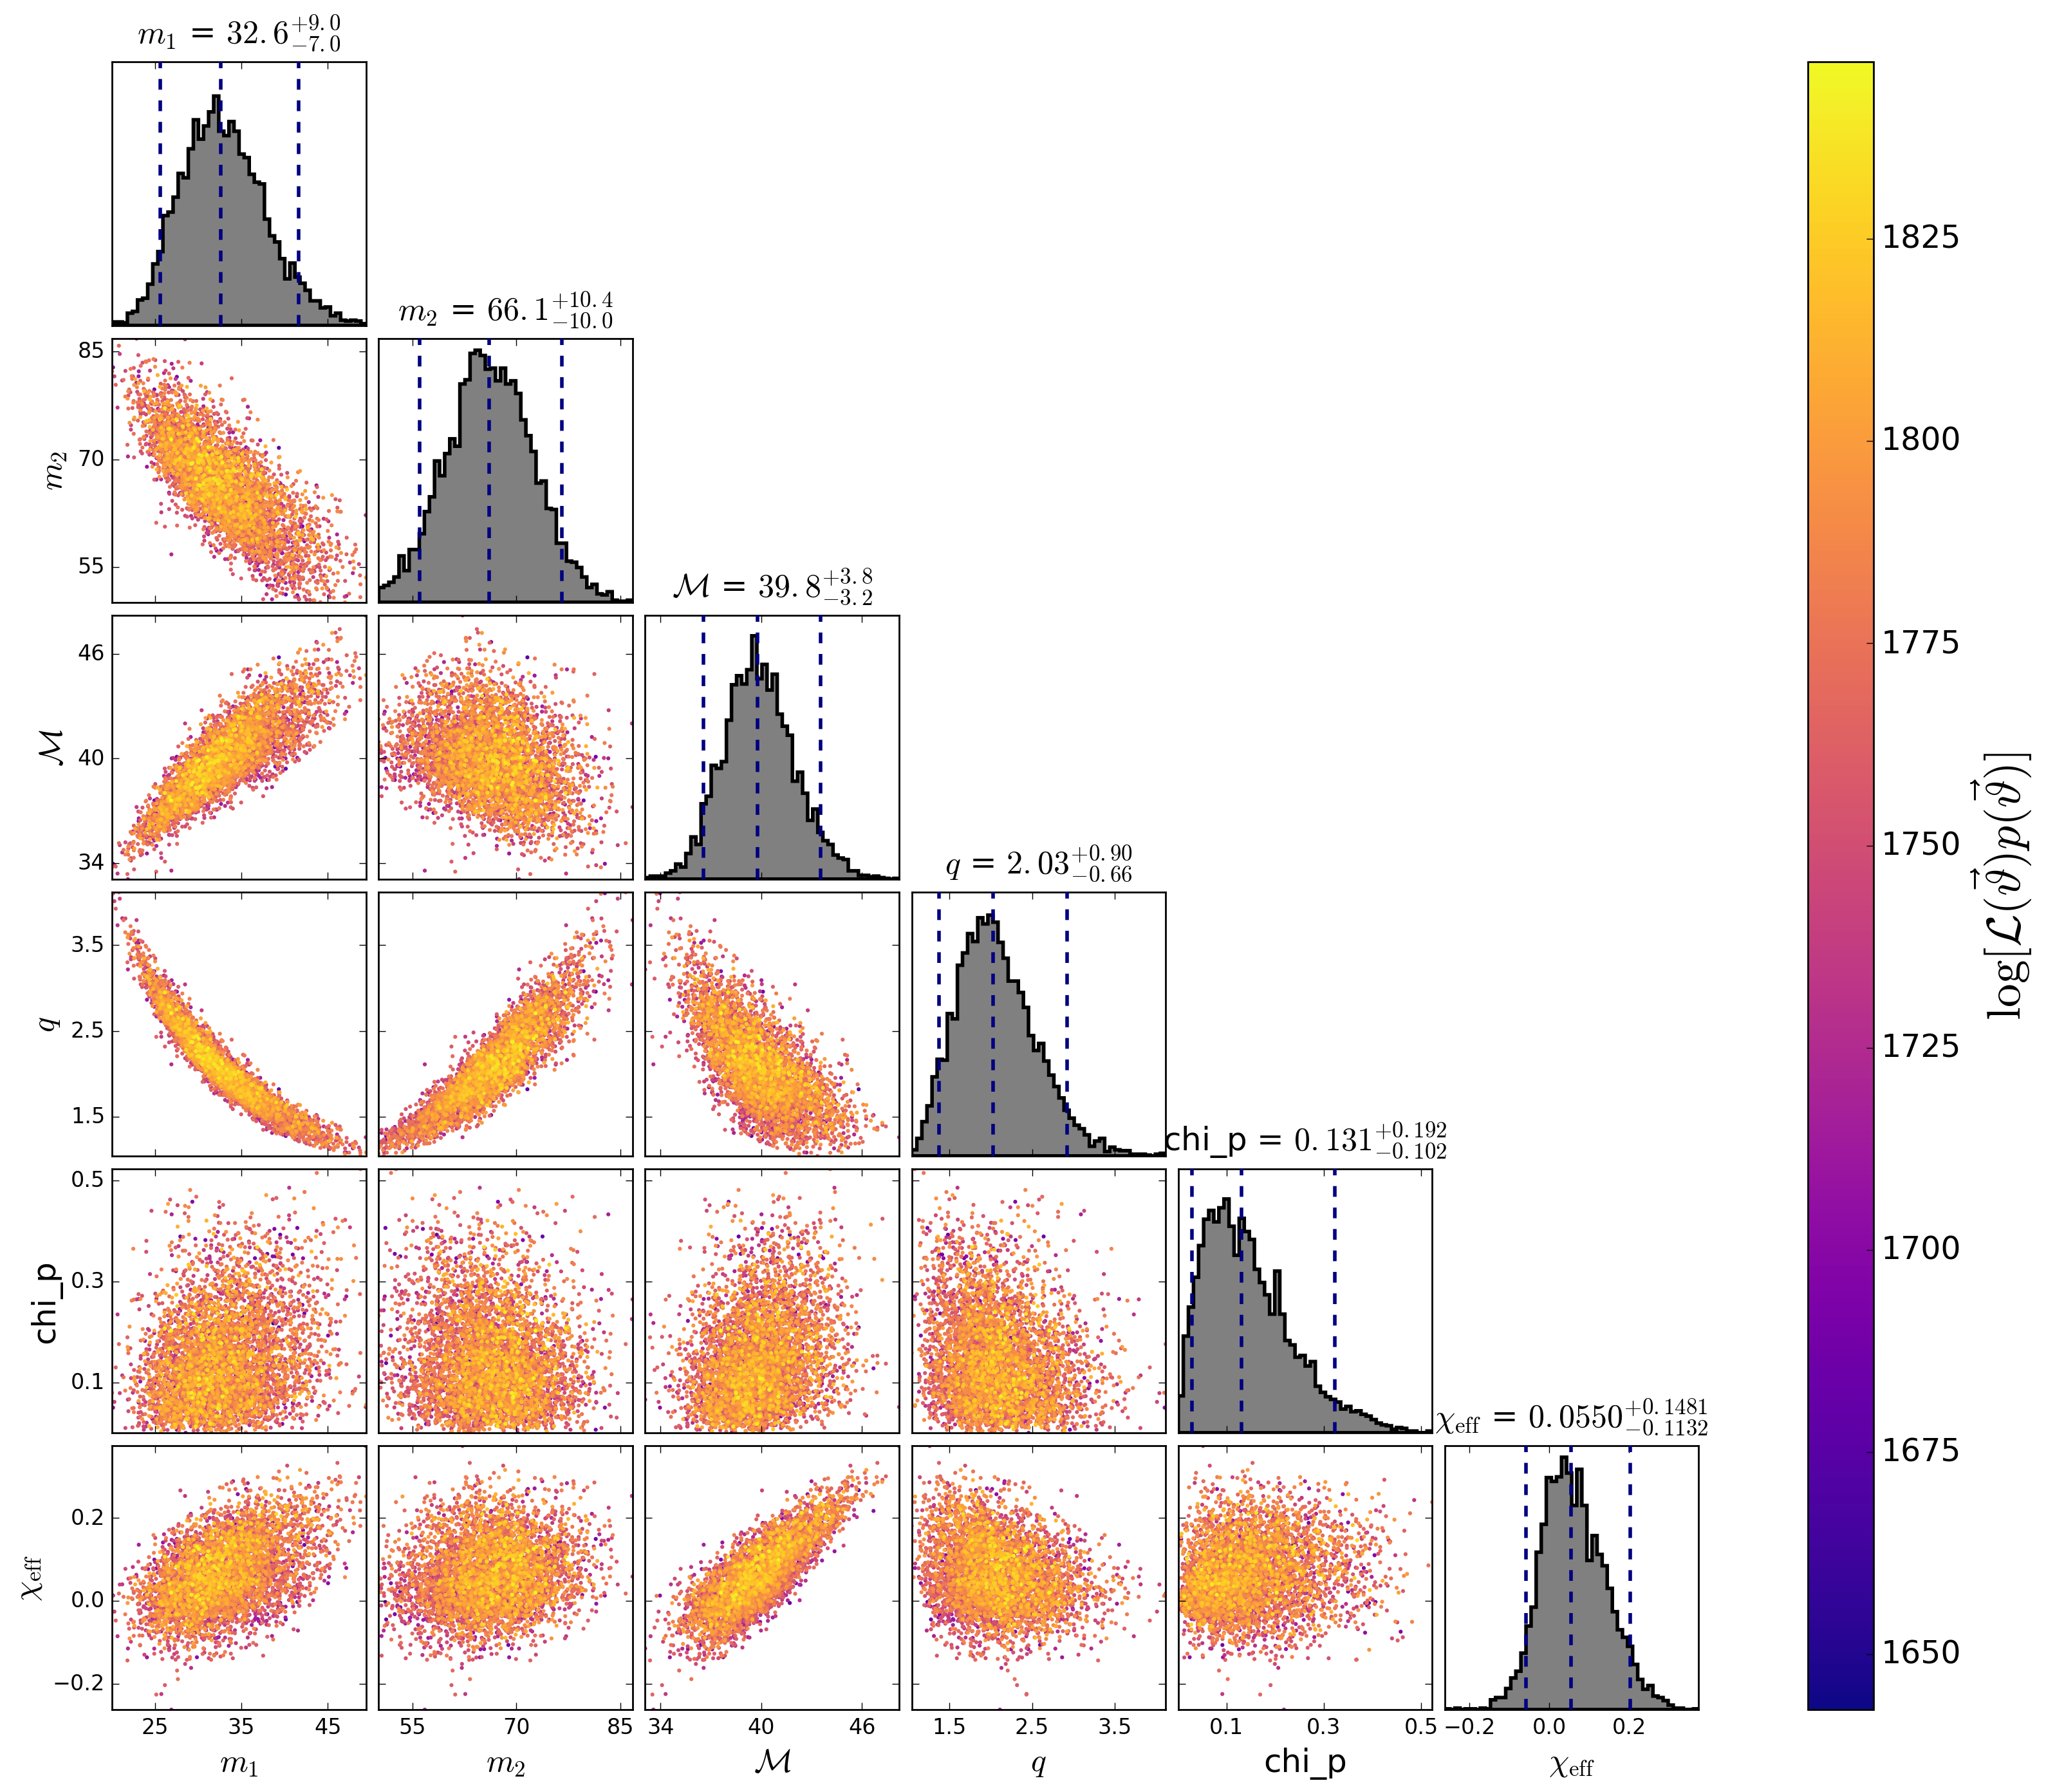 m₁ = 32.6 +9.0 −7.0
m₂ = 66.1 +10.4 −10.0
ℳ = 39.8 +3.8 −3.2
q = 2.03 +0.90 −0.66
chi_p = 0.131 +0.192 −0.102
χeff = 0.0550 +0.1481 −0.1132
m₂
85
70
55
ℳ
46
40
34
q
3.5
2.5
1.5
chi_p
0.5
0.3
0.1
χeff
0.2
0.0
−0.2
25 35 45
55 70 85
34 40 46
1.5 2.5 3.5
0.1 0.3 0.5
−0.2 0.0 0.2
m₁
m₂
ℳ
q
chi_p
χeff
1825
1800
1775
1750
1725
1700
1675
1650
log[ℒ(ϑ⃗)p(ϑ⃗)]